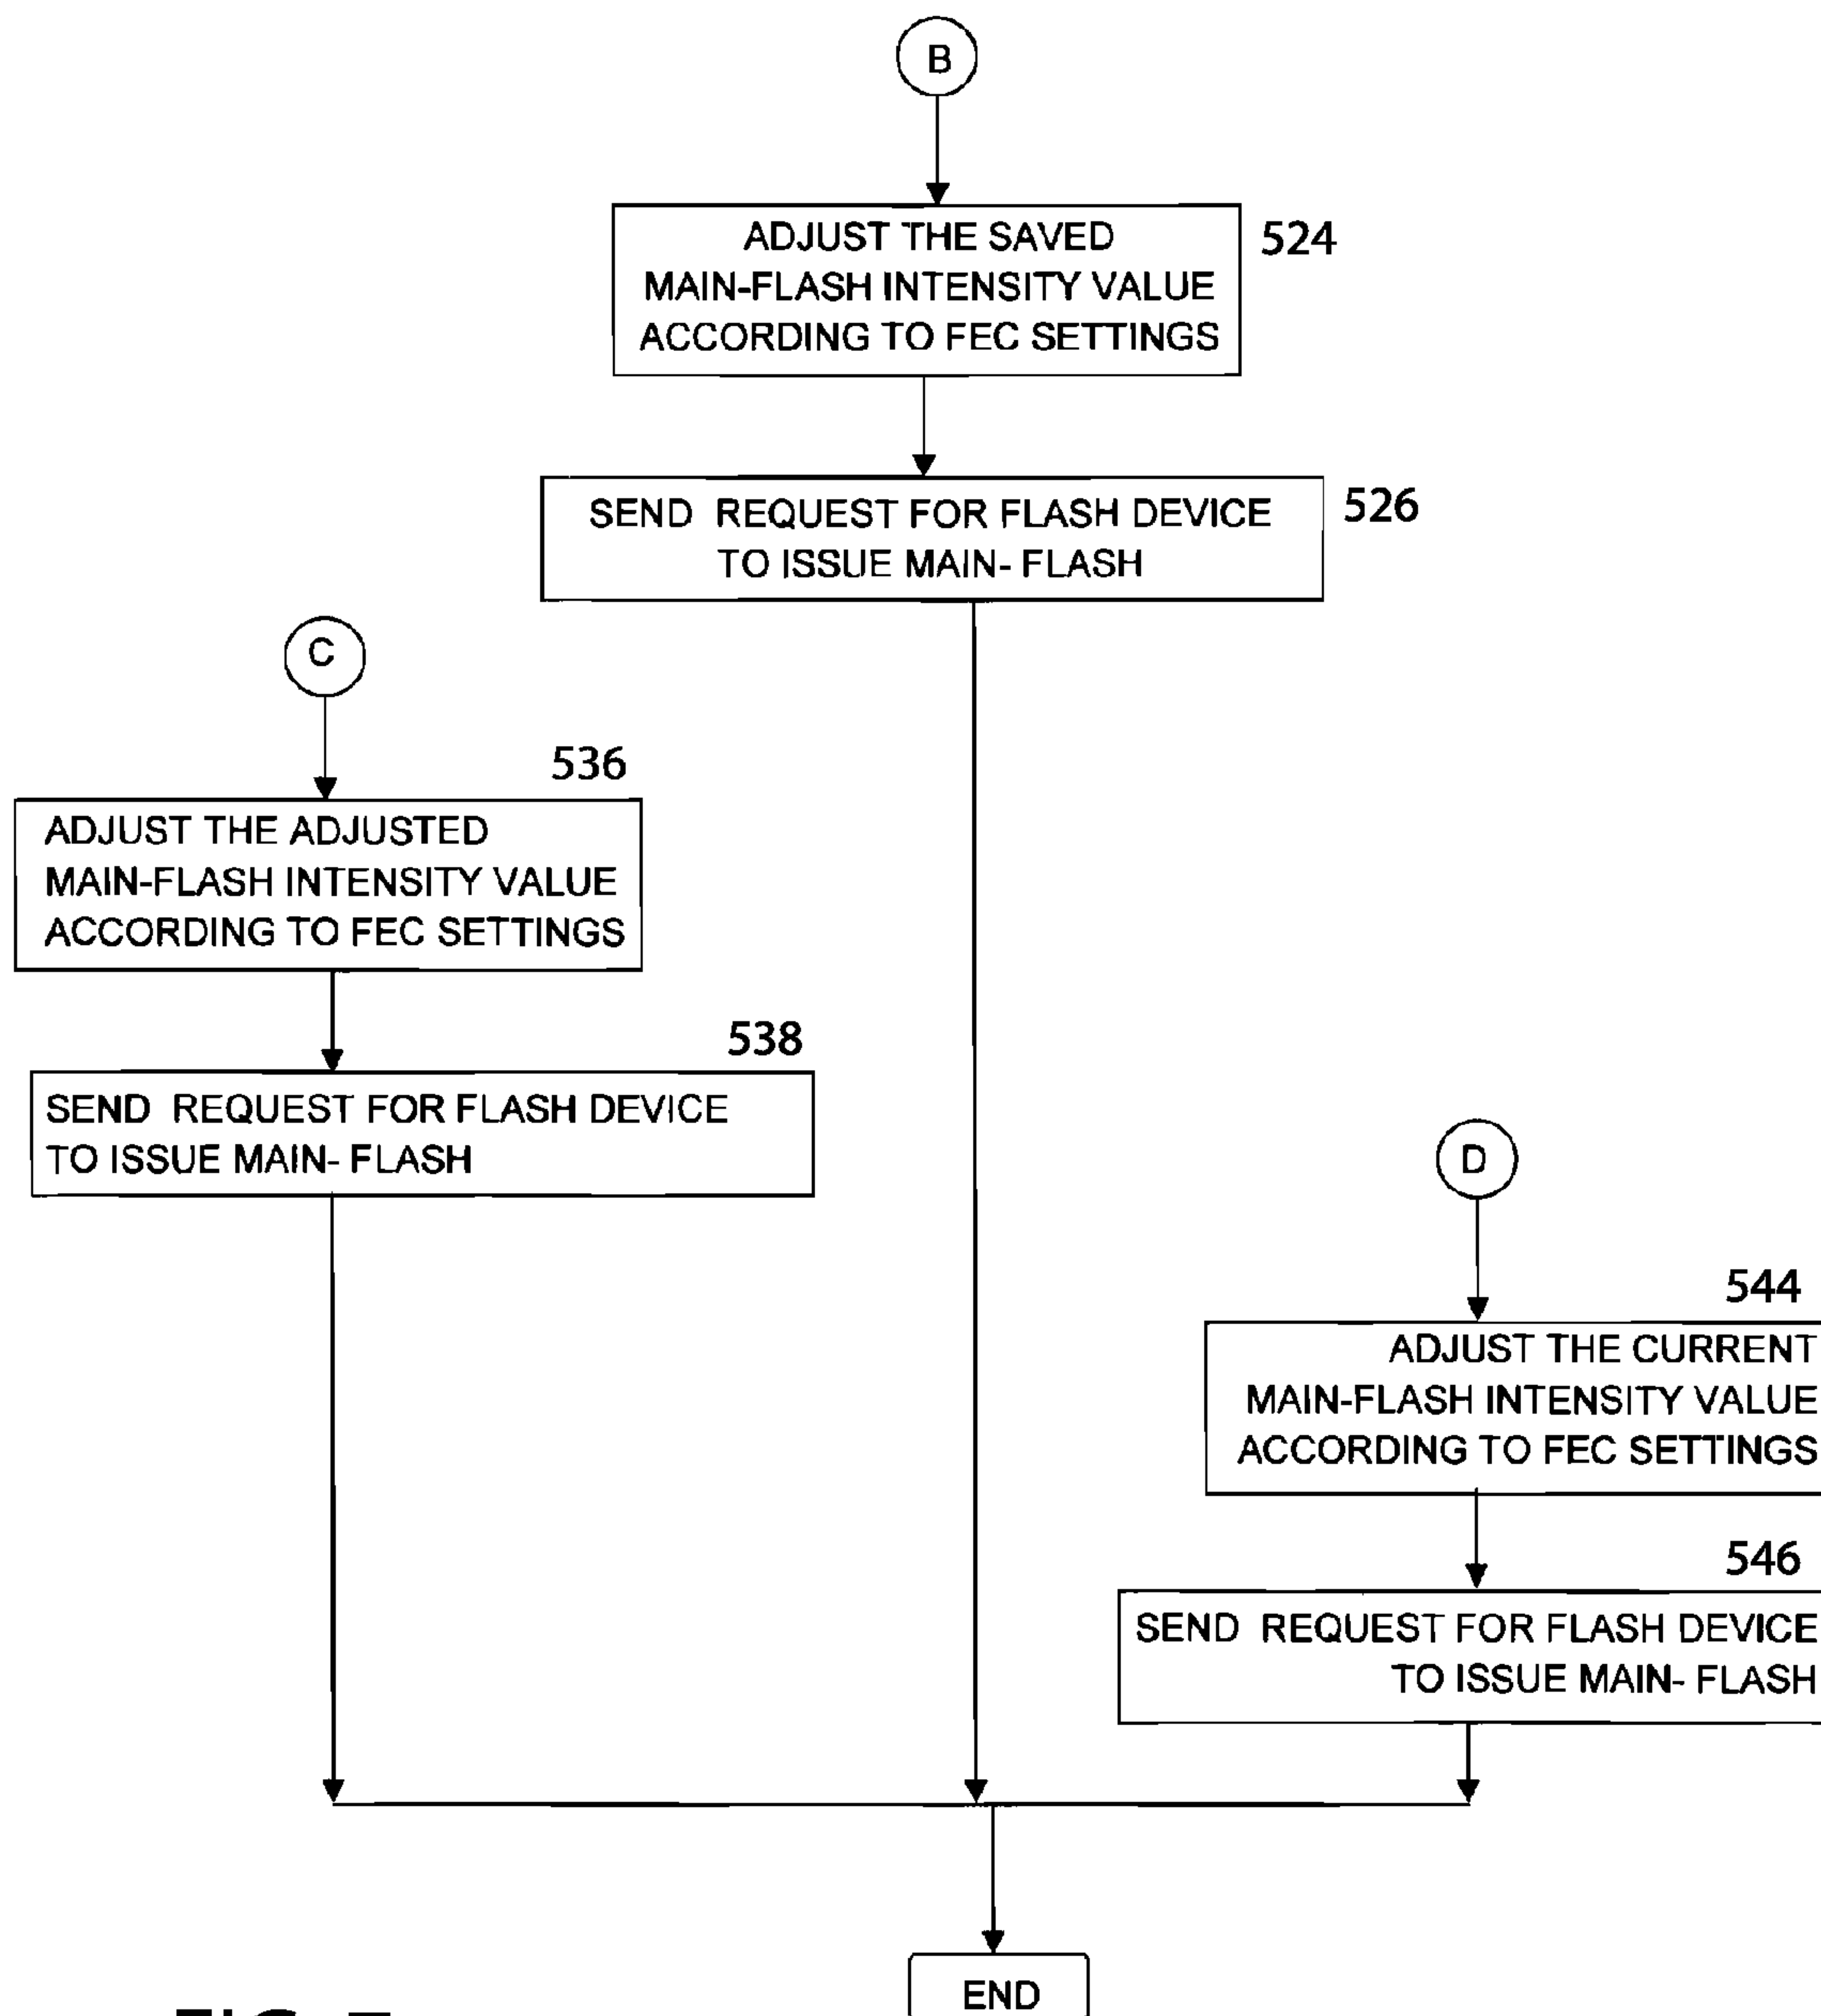 B
ADJUST THE SAVED
MAIN-FLASH INTENSITY VALUE
ACCORDING TO FEC SETTINGS
524
SEND REQUEST FOR FLASH DEVICE
TO ISSUE MAIN- FLASH
526
C
536
ADJUST THE ADJUSTED
MAIN-FLASH INTENSITY VALUE
ACCORDING TO FEC SETTINGS
538
SEND REQUEST FOR FLASH DEVICE
TO ISSUE MAIN- FLASH
D
544
ADJUST THE CURRENT
MAIN-FLASH INTENSITY VALUE
ACCORDING TO FEC SETTINGS
546
SEND REQUEST FOR FLASH DEVICE
TO ISSUE MAIN- FLASH
END